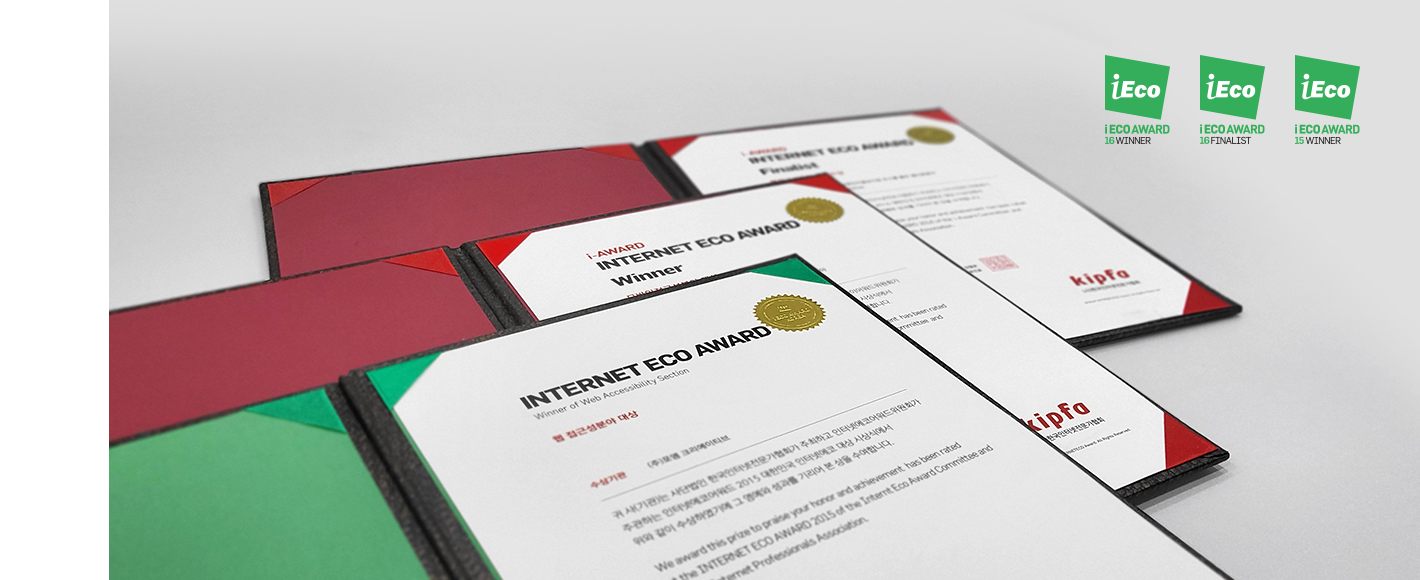 iEco
i ECO AWARD
16 WINNER
iEco
i ECO AWARD
16 FINALIST
iEco
i ECO AWARD
15 WINNER
i-AWARD
INTERNET ECO AWARD
Finalist
kipfa
i-AWARD
INTERNET ECO AWARD
Winner
has been rated
Committee and
kipfa
한국인터넷전문가협회
INTERNET ECO AWARD
Winner of Web Accessibility Section
웹 접근성분야 대상
수상기관
크리에이티브
귀 사(기관)는 사단법인 한국인터넷전문가협회가 주최하고 인터넷에코어워드위원회가
주관하는 인터넷에코어워드 2015 대한민국 인터넷에코 대상 시상식에서
위와 같이 수상하였기에 그 명예와 성과를 기리어 본 상을 수여합니다.
We award this prize to praise your honor and achievement has been rated
at the INTERNET ECO AWARD 2015 of the Internt Eco Award Committee and
Internet Professionals Association.